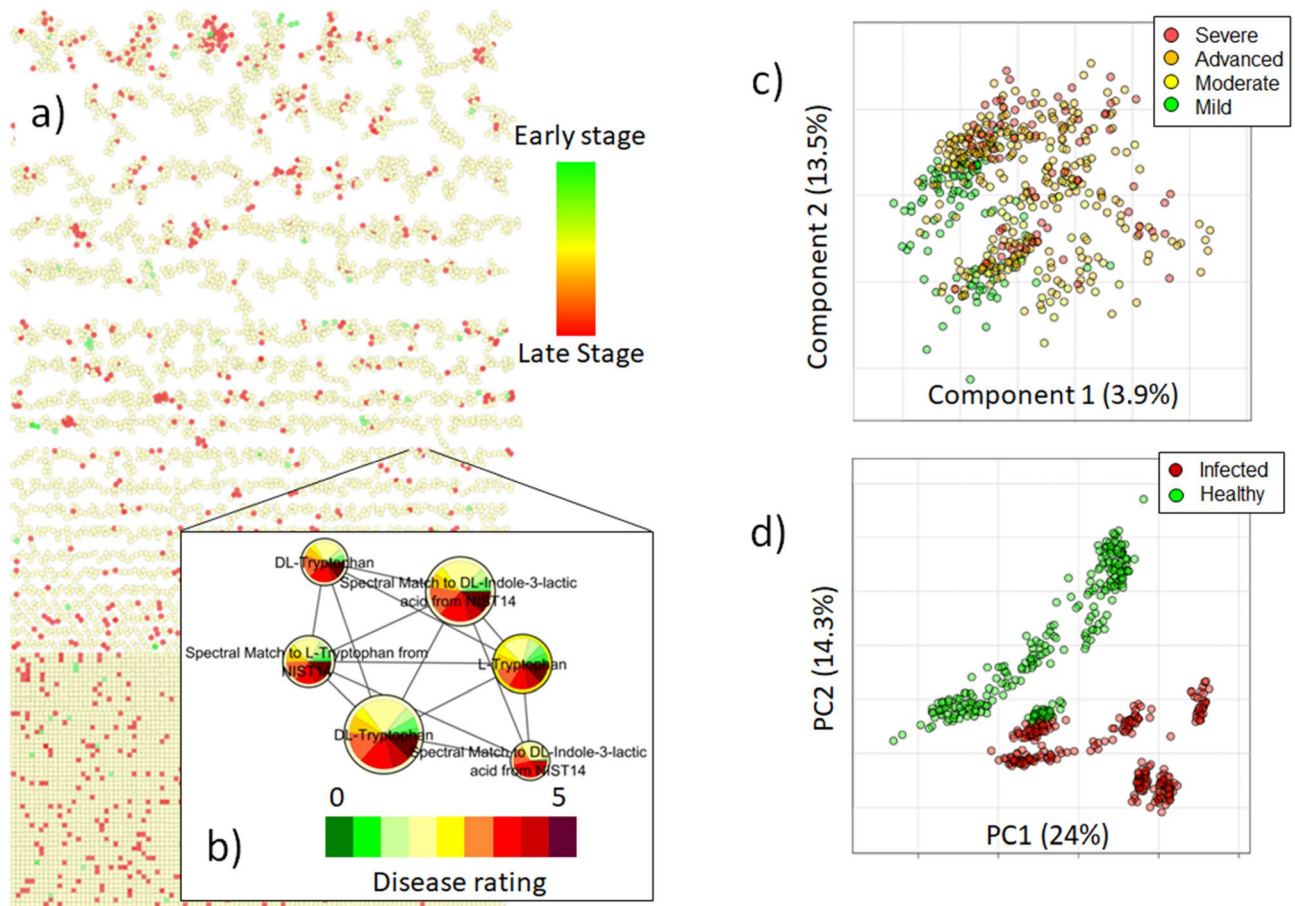 a)
Early stage
Late Stage
DL-Tryptophan
Spectral Match to DL-Indole-3-lactic
acid from NIST14
Spectral Match to L-Tryptophan from
NIST14
L-Tryptophan
DL-Tryptophan
Spectral Match to DL-Indole-3-lactic
acid from NIST14
0
5
b)
Disease rating
c)
Severe
Advanced
Moderate
Mild
Component 2 (13.5%)
Component 1 (3.9%)
d)
Infected
Healthy
PC2 (14.3%)
PC1 (24%)